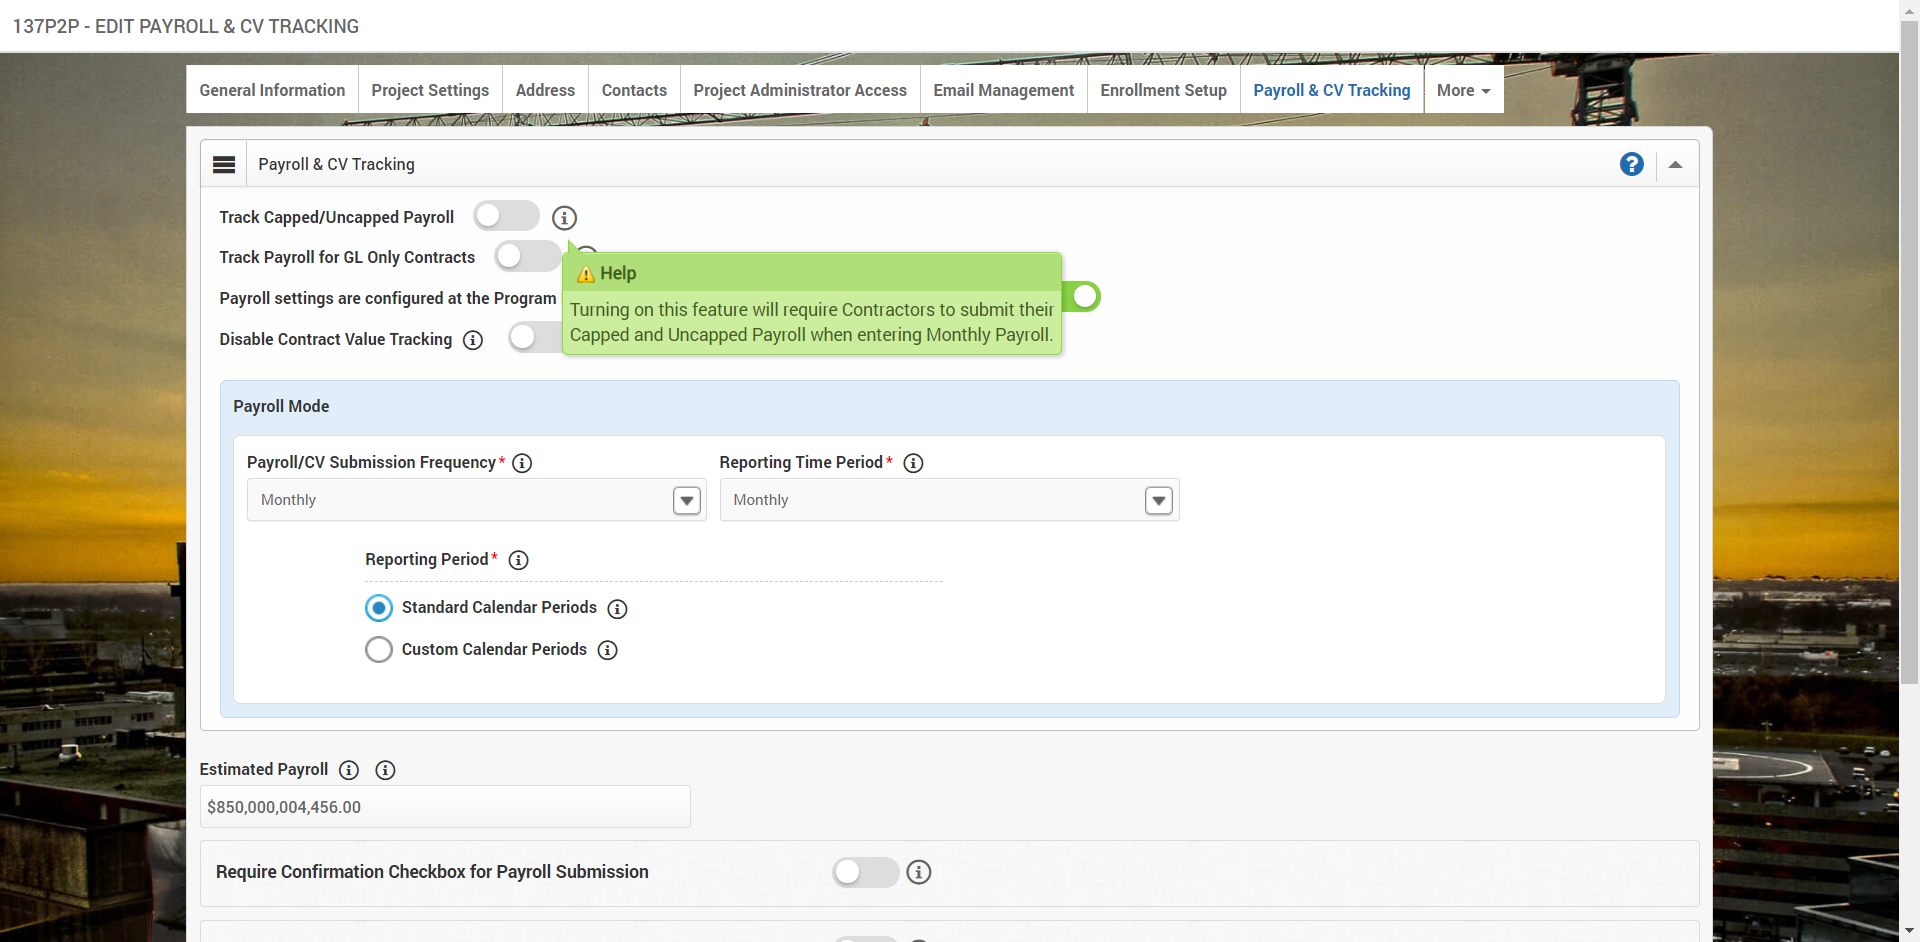 137P2P - EDIT PAYROLL & CV TRACKING
General Information
Project Settings
Address
Contacts
Project Administrator Access
Email Management
Enrollment Setup
Payroll & CV Tracking
More
Payroll & CV Tracking
Track Capped/Uncapped Payroll
Track Payroll for GL Only Contracts
Help
Payroll settings are configured at the Program
Turning on this feature will require Contractors to submit their
Capped and Uncapped Payroll when entering Monthly Payroll.
Disable Contract Value Tracking
Payroll Mode
Payroll/CV Submission Frequency*
Reporting Time Period*
Monthly
Monthly
Reporting Period*
Standard Calendar Periods
Custom Calendar Periods
Estimated Payroll
$850,000,004,456.00
Require Confirmation Checkbox for Payroll Submission